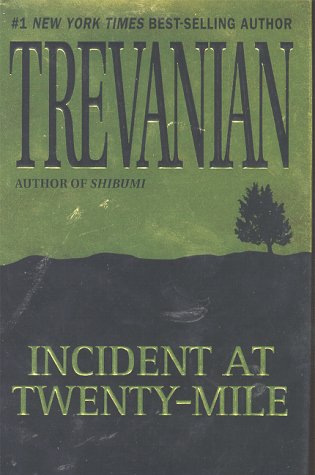 #1 NEW YORK TIMES BEST-SELLING AUTHOR
TREVANIAN
AUTHOR OF SHIBUMI
INCIDENT AT
TWENTY-MILE